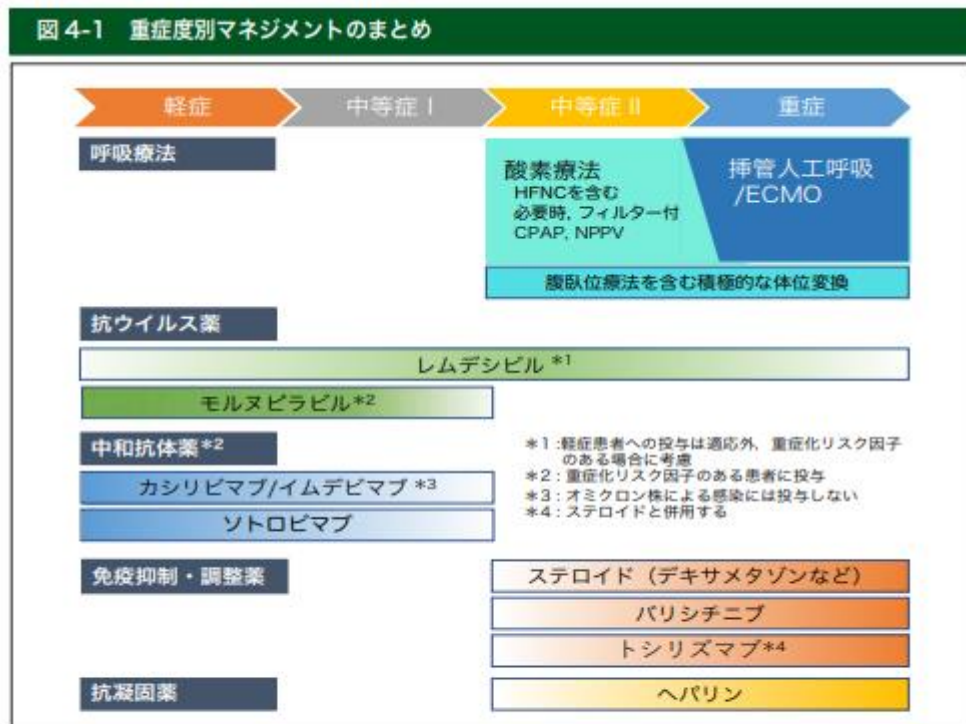 図 4-1 重症度別マネジメントのまとめ
軽症
中等症 I
中等症 II
重症
呼吸療法
酸素療法
HFNCを含む
必要時, フィルター付
CPAP, NPPV
挿管人工呼吸
/ECMO
腹臥位療法を含む積極的な体位変換
抗ウイルス薬
レムデシビル *1
モルヌピラビル*2
中和抗体薬*2
カシリビマブ/イムデビマブ *3
ソトロビマブ
*1 :軽症患者への投与は適応外、重症化リスク因子
のある場合に考慮
*2 : 重症化リスク因子のある患者に投与
*3 : オミクロン株による感染には投与しない
*4 : ステロイドと併用する
免疫抑制・調整薬
ステロイド（デキサメタゾンなど）
バリシチニブ
トシリズマブ*4
抗凝固薬
ヘパリン